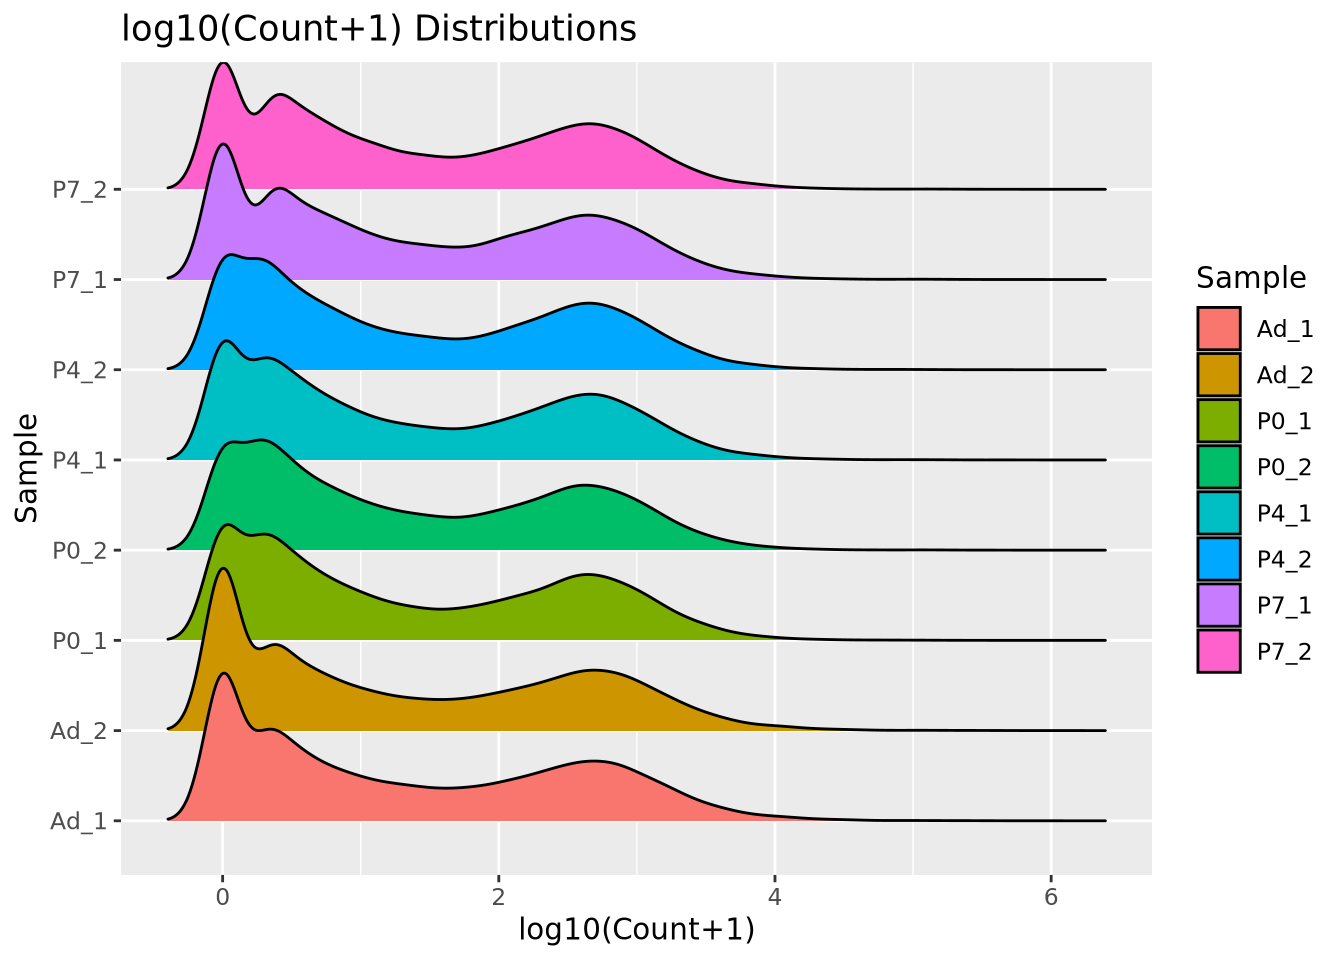 log10(Count+1) Distributions
Sample
P7_2
P7_1
P4_2
P4_1
P0_2
P0_1
Ad_2
Ad_1
0 2 4 6
log10(Count+1)
Sample
Ad_1
Ad_2
P0_1
P0_2
P4_1
P4_2
P7_1
P7_2